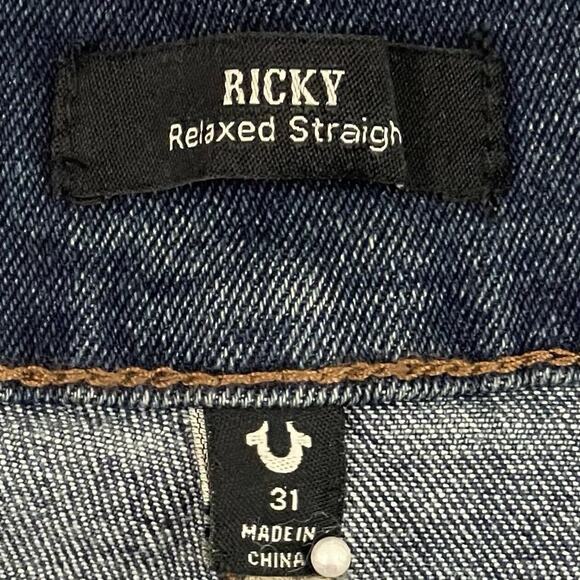 RICKY
Relaxed Straigh
31
MADE IN
CHINA